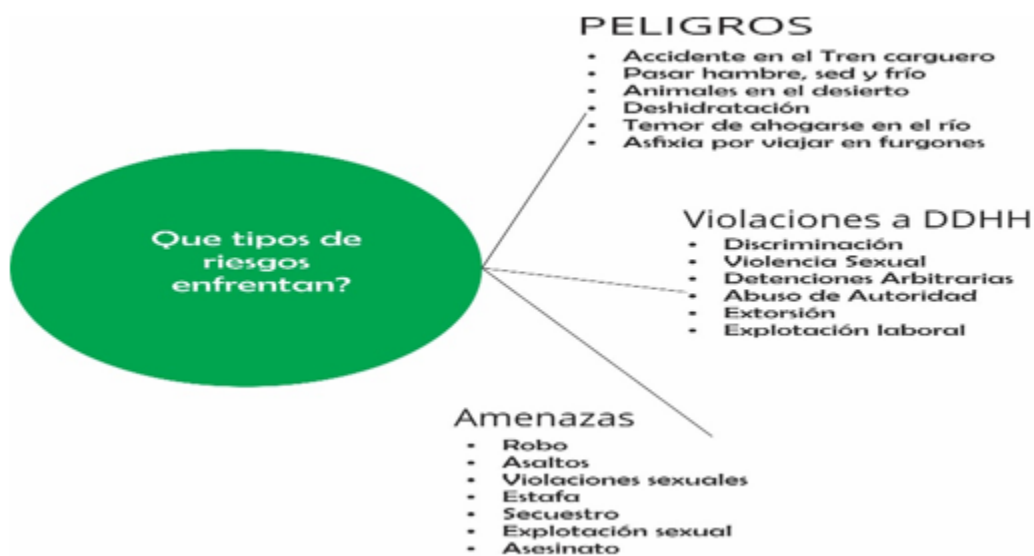 PELIGROS
• Accidente en el Tren carguero
• Pasar hambre, sed y frío
• Animales en el desierto
• Deshidratación
• Temor de ahogarse en el río
• Asfixia por viajar en furgones
Que tipos de
riesgos
enfrentan?
Violaciones a DDHH
• Discriminación
• Violencia Sexual
• Detenciones Arbitrarias
• Abuso de Autoridad
• Extorsión
• Explotación laboral
Amenazas
• Robo
• Asaltos
• Violaciones sexuales
• Estafa
• Secuestro
• Explotación sexual
• Asesinato